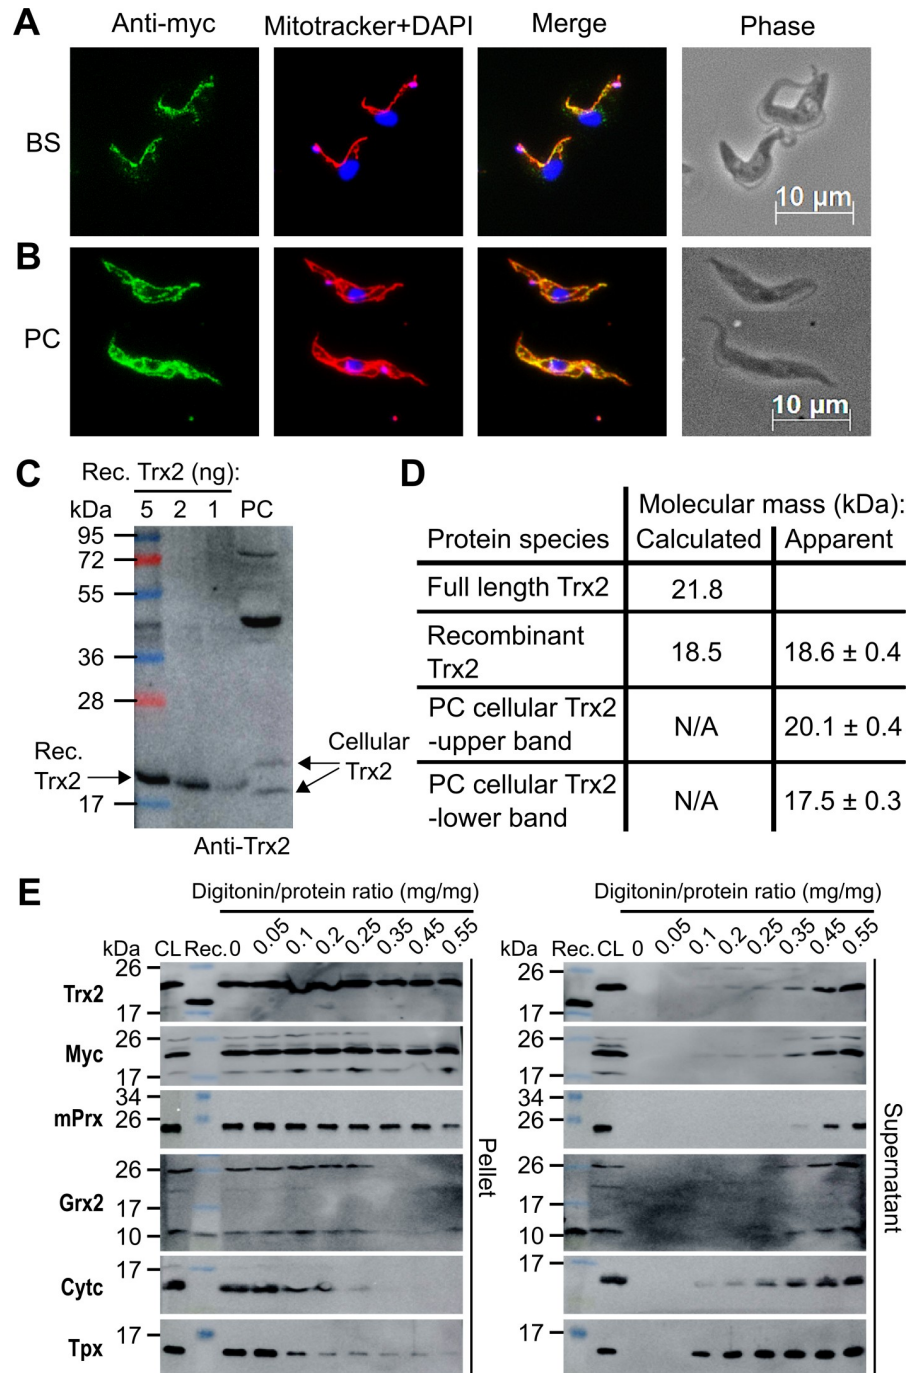 A
Anti-myc
Mitotracker+DAPI
Merge
Phase
BS
10 µm
B
PC
10 µm
C
Rec. Trx2 (ng):
kDa 5 2 1 PC
95
72
55
36
28
Rec.
Trx2
17
Cellular
Trx2
Anti-Trx2
D
Molecular mass (kDa):
Protein species Calculated Apparent
Full length Trx2 21.8
Recombinant
Trx2 18.5 18.6 ± 0.4
PC cellular Trx2
-upper band N/A 20.1 ± 0.4
PC cellular Trx2
-lower band N/A 17.5 ± 0.3
E
Digitonin/protein ratio (mg/mg)
kDa CL Rec. 0 0.05 0.1 0.2 0.25 0.35 0.45 0.55
Trx2 26
17
Myc 26
17
mPrx 34
26
Grx2 26
17
10
Cytc 17
Tpx 17
Pellet
Digitonin/protein ratio (mg/mg)
kDa Rec. CL 0 0.05 0.1 0.2 0.25 0.35 0.45 0.55
26
17
26
17
34
26
26
17
10
17
17
Supernatant